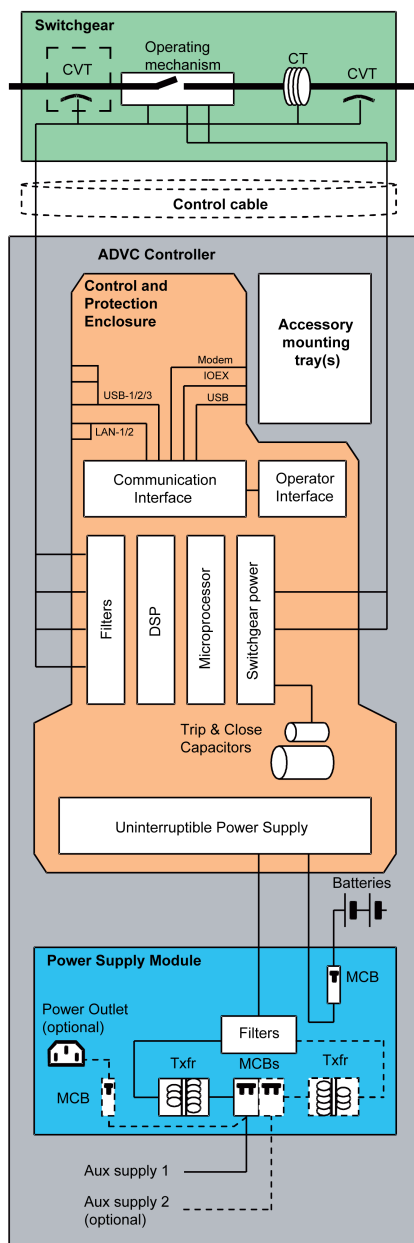 Switchgear
Operating
mechanism
CVT
CT
CVT
Control cable
ADVC Controller
Control and
Protection
Enclosure
Accessory
mounting
tray(s)
Modem
IOEX
USB-1/2/3
USB
LAN-1/2
Communication
Interface
Operator
Interface
Filters
DSP
Microprocessor
Switchgear power
Trip & Close
Capacitors
Uninterruptible Power Supply
Batteries
Power Supply Module
MCB
Power Outlet
(optional)
Filters
Txfr
MCBs
Txfr
MCB
Aux supply 1
Aux supply 2
(optional)